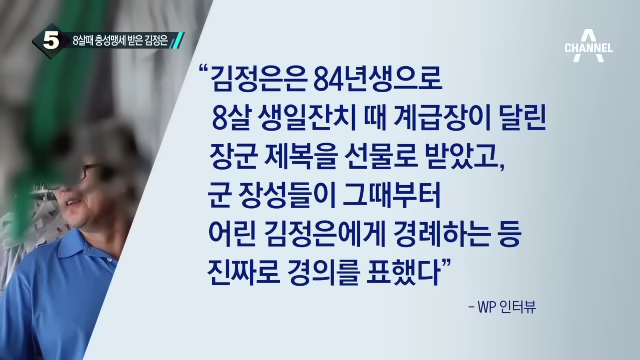 5 8살때 충성맹세 받은 김정은
CHANNEL A
“김정은은 84년생으로
8살 생일잔치 때 계급장이 달린
장군 제복을 선물로 받았고,
군 장성들이 그때부터
어린 김정은에게 경례하는 등
진짜로 경의를 표했다”
- WP 인터뷰